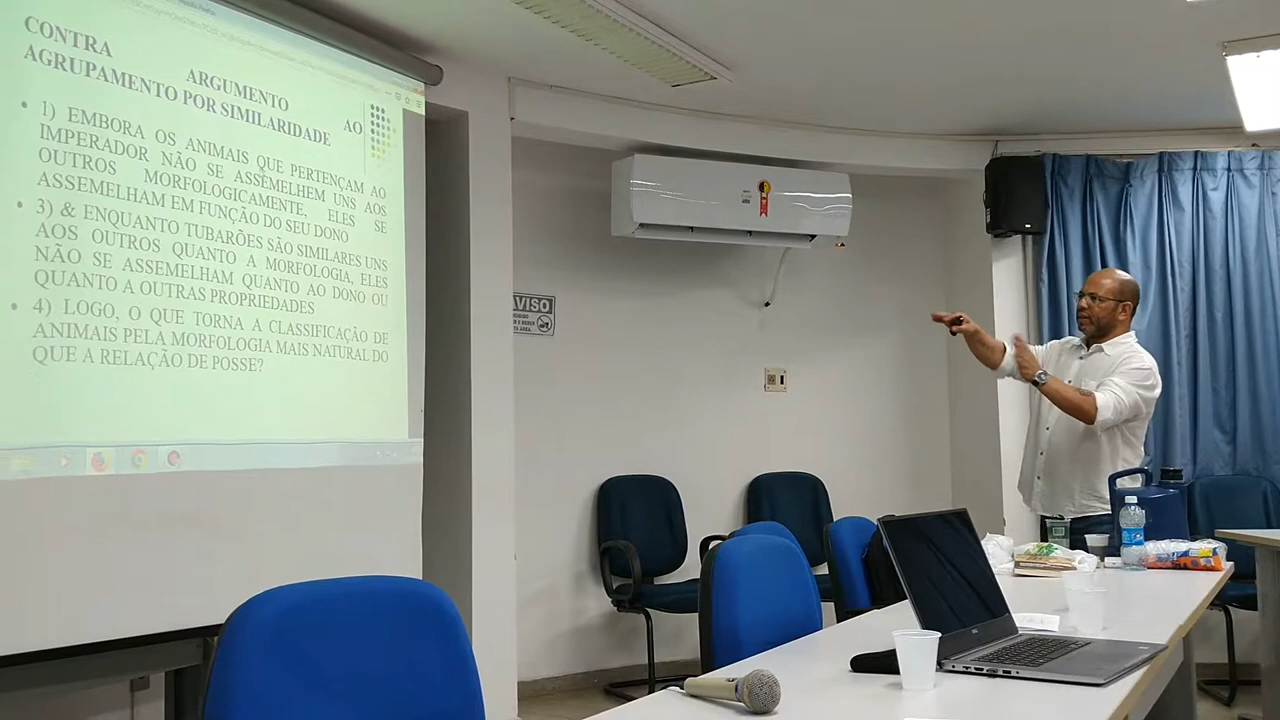 CONTRA ARGUMENTO AO
AGRUPAMENTO POR SIMILARIDADE
• 1) EMBORA OS ANIMAIS QUE PERTENÇAM AO
IMPERADOR NÃO SE ASSEMELHEM UNS AOS
OUTROS MORFOLOGICAMENTE, ELES SE
ASSEMELHAM EM FUNÇÃO DO SEU DONO
• 3) & ENQUANTO TUBARÕES SÃO SIMILARES UNS
AOS OUTROS QUANTO A MORFOLOGIA, ELES
NÃO SE ASSEMELHAM QUANTO AO DONO OU
QUANTO A OUTRAS PROPRIEDADES
• 4) LOGO, O QUE TORNA A CLASSIFICAÇÃO DE
ANIMAIS PELA MORFOLOGIA MAIS NATURAL DO
QUE A RELAÇÃO DE POSSE?
AVISO